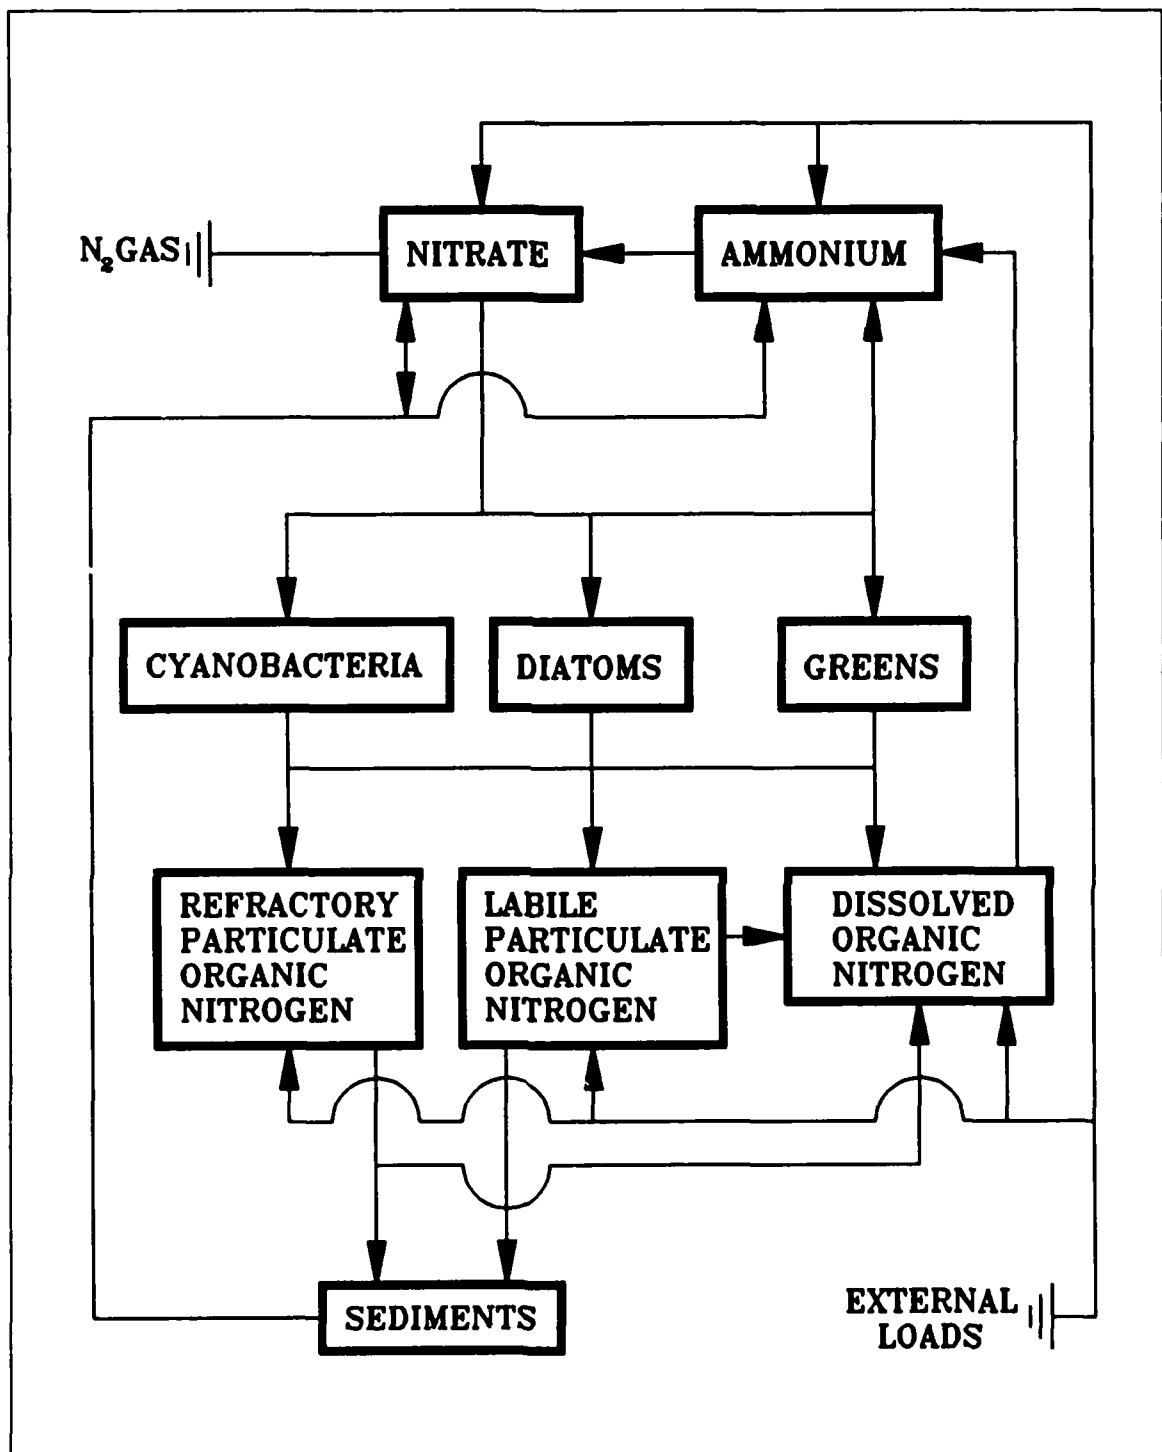 N₂GAS
NITRATE
AMMONIUM
CYANOBACTERIA
DIATOMS
GREENS
REFRACTORY
PARTICULATE
ORGANIC
NITROGEN
LABILE
PARTICULATE
ORGANIC
NITROGEN
DISSOLVED
ORGANIC
NITROGEN
SEDIMENTS
EXTERNAL
LOADS